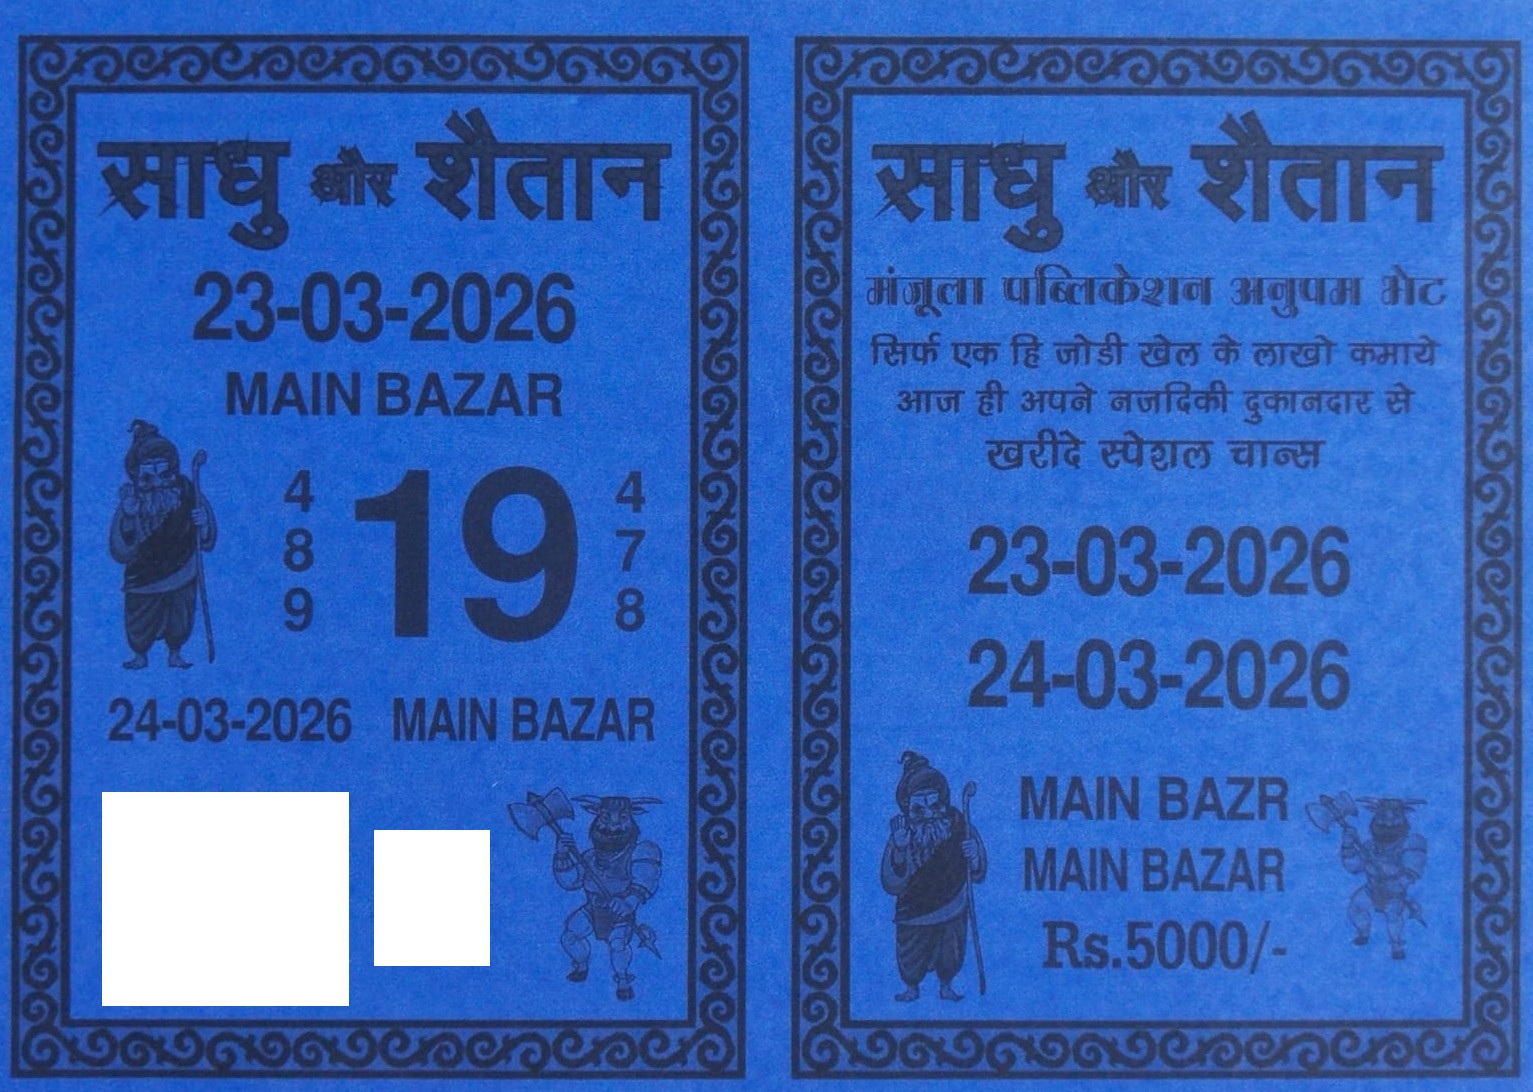 साधु और शैतान
23-03-2026
MAIN BAZAR
4 19 4
8 7
9 8
24-03-2026 MAIN BAZAR
साधु और शैतान
मंजूला पब्लिकेशन अनुपम भेट
सिर्फ एक हि जोडी खेल के लाखो कमाये
आज ही अपने नजदिकी दुकानदार से
खरीदे स्पेशल चान्स
23-03-2026
24-03-2026
MAIN BAZR
MAIN BAZAR
Rs.5000/-